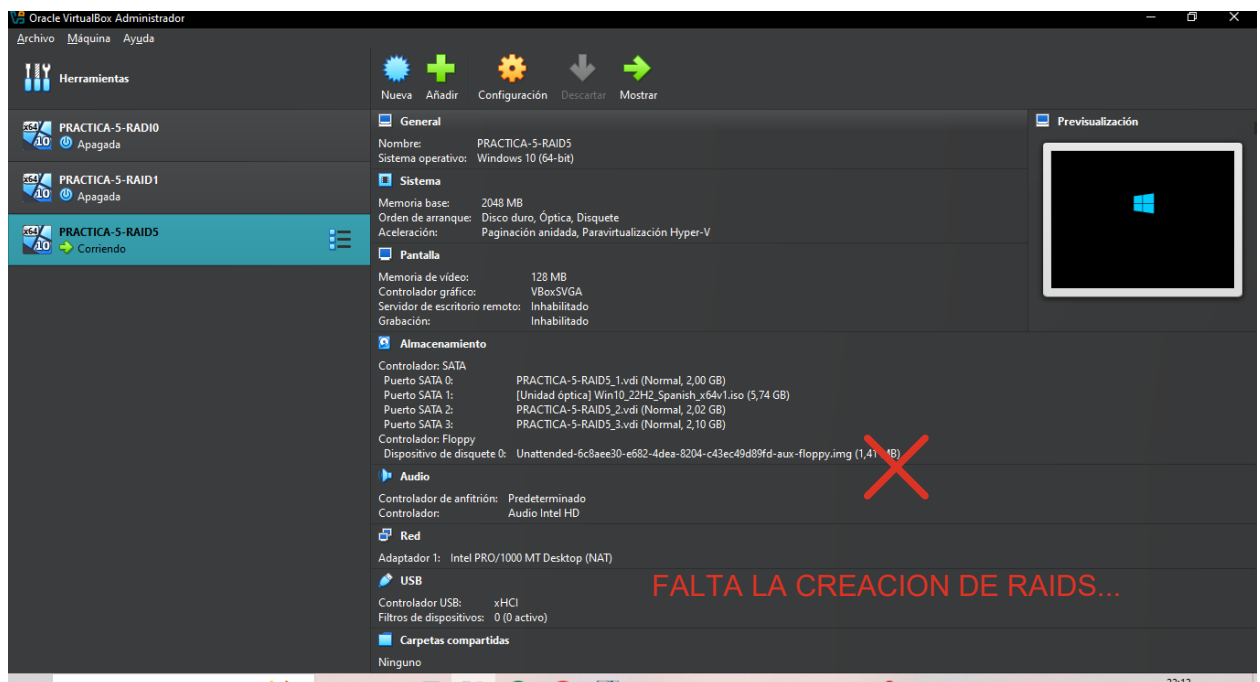 Oracle VirtualBox Administrador
Archivo Máquina Ayuda
Herramientas
Nueva Añadir Configuración Descartar Mostrar
PRACTICA-5-RADI0
Apagada
PRACTICA-5-RAID1
Apagada
PRACTICA-5-RAID5
Corriendo
General
Nombre: PRACTICA-5-RAID5
Sistema operativo: Windows 10 (64-bit)
Previsualización
Sistema
Memoria base: 2048 MB
Orden de arranque: Disco duro, Óptica, Disquete
Aceleración: Paginación anidada, Paravirtualización Hyper-V
Pantalla
Memoria de vídeo: 128 MB
Controlador gráfico: VBoxSVGA
Servidor de escritorio remoto: Inhabilitado
Grabación: Inhabilitado
Almacenamiento
Controlador: SATA
Puerto SATA 0: PRACTICA-5-RAID5_1.vdi (Normal, 2,00 GB)
Puerto SATA 1: [Unidad óptica] Win10_22H2_Spanish_x64v1.iso (5,74 GB)
Puerto SATA 2: PRACTICA-5-RAID5_2.vdi (Normal, 2,02 GB)
Puerto SATA 3: PRACTICA-5-RAID5_3.vdi (Normal, 2,10 GB)
Controlador: Floppy
Dispositivo de disquete 0: Unattended-6c8aee30-e682-4dea-8204-c43ec49d89fd-aux-floppy.img (1,41 MB)
Audio
Controlador de anfitrión: Predeterminado
Controlador: Audio Intel HD
Red
Adaptador 1: Intel PRO/1000 MT Desktop (NAT)
USB
Controlador USB: xHCI
Filtros de dispositivos: 0 (0 activo)
FALTA LA CREACION DE RAIDS...
Carpetas compartidas
Ninguno